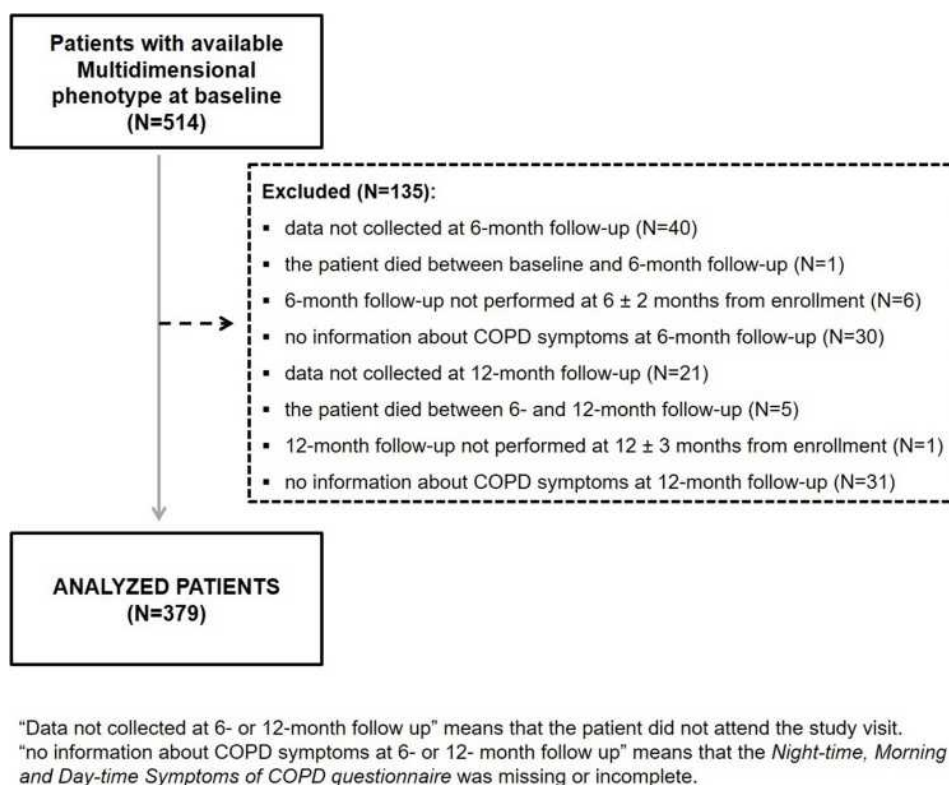 Patients with available
Multidimensional
phenotype at baseline
(N=514)
Excluded (N=135):
▪ data not collected at 6-month follow-up (N=40)
▪ the patient died between baseline and 6-month follow-up (N=1)
▪ 6-month follow-up not performed at 6 ± 2 months from enrollment (N=6)
▪ no information about COPD symptoms at 6-month follow-up (N=30)
▪ data not collected at 12-month follow-up (N=21)
▪ the patient died between 6- and 12-month follow-up (N=5)
▪ 12-month follow-up not performed at 12 ± 3 months from enrollment (N=1)
▪ no information about COPD symptoms at 12-month follow-up (N=31)
ANALYZED PATIENTS
(N=379)
“Data not collected at 6- or 12-month follow up” means that the patient did not attend the study visit.
“no information about COPD symptoms at 6- or 12- month follow up” means that the Night-time, Morning
and Day-time Symptoms of COPD questionnaire was missing or incomplete.